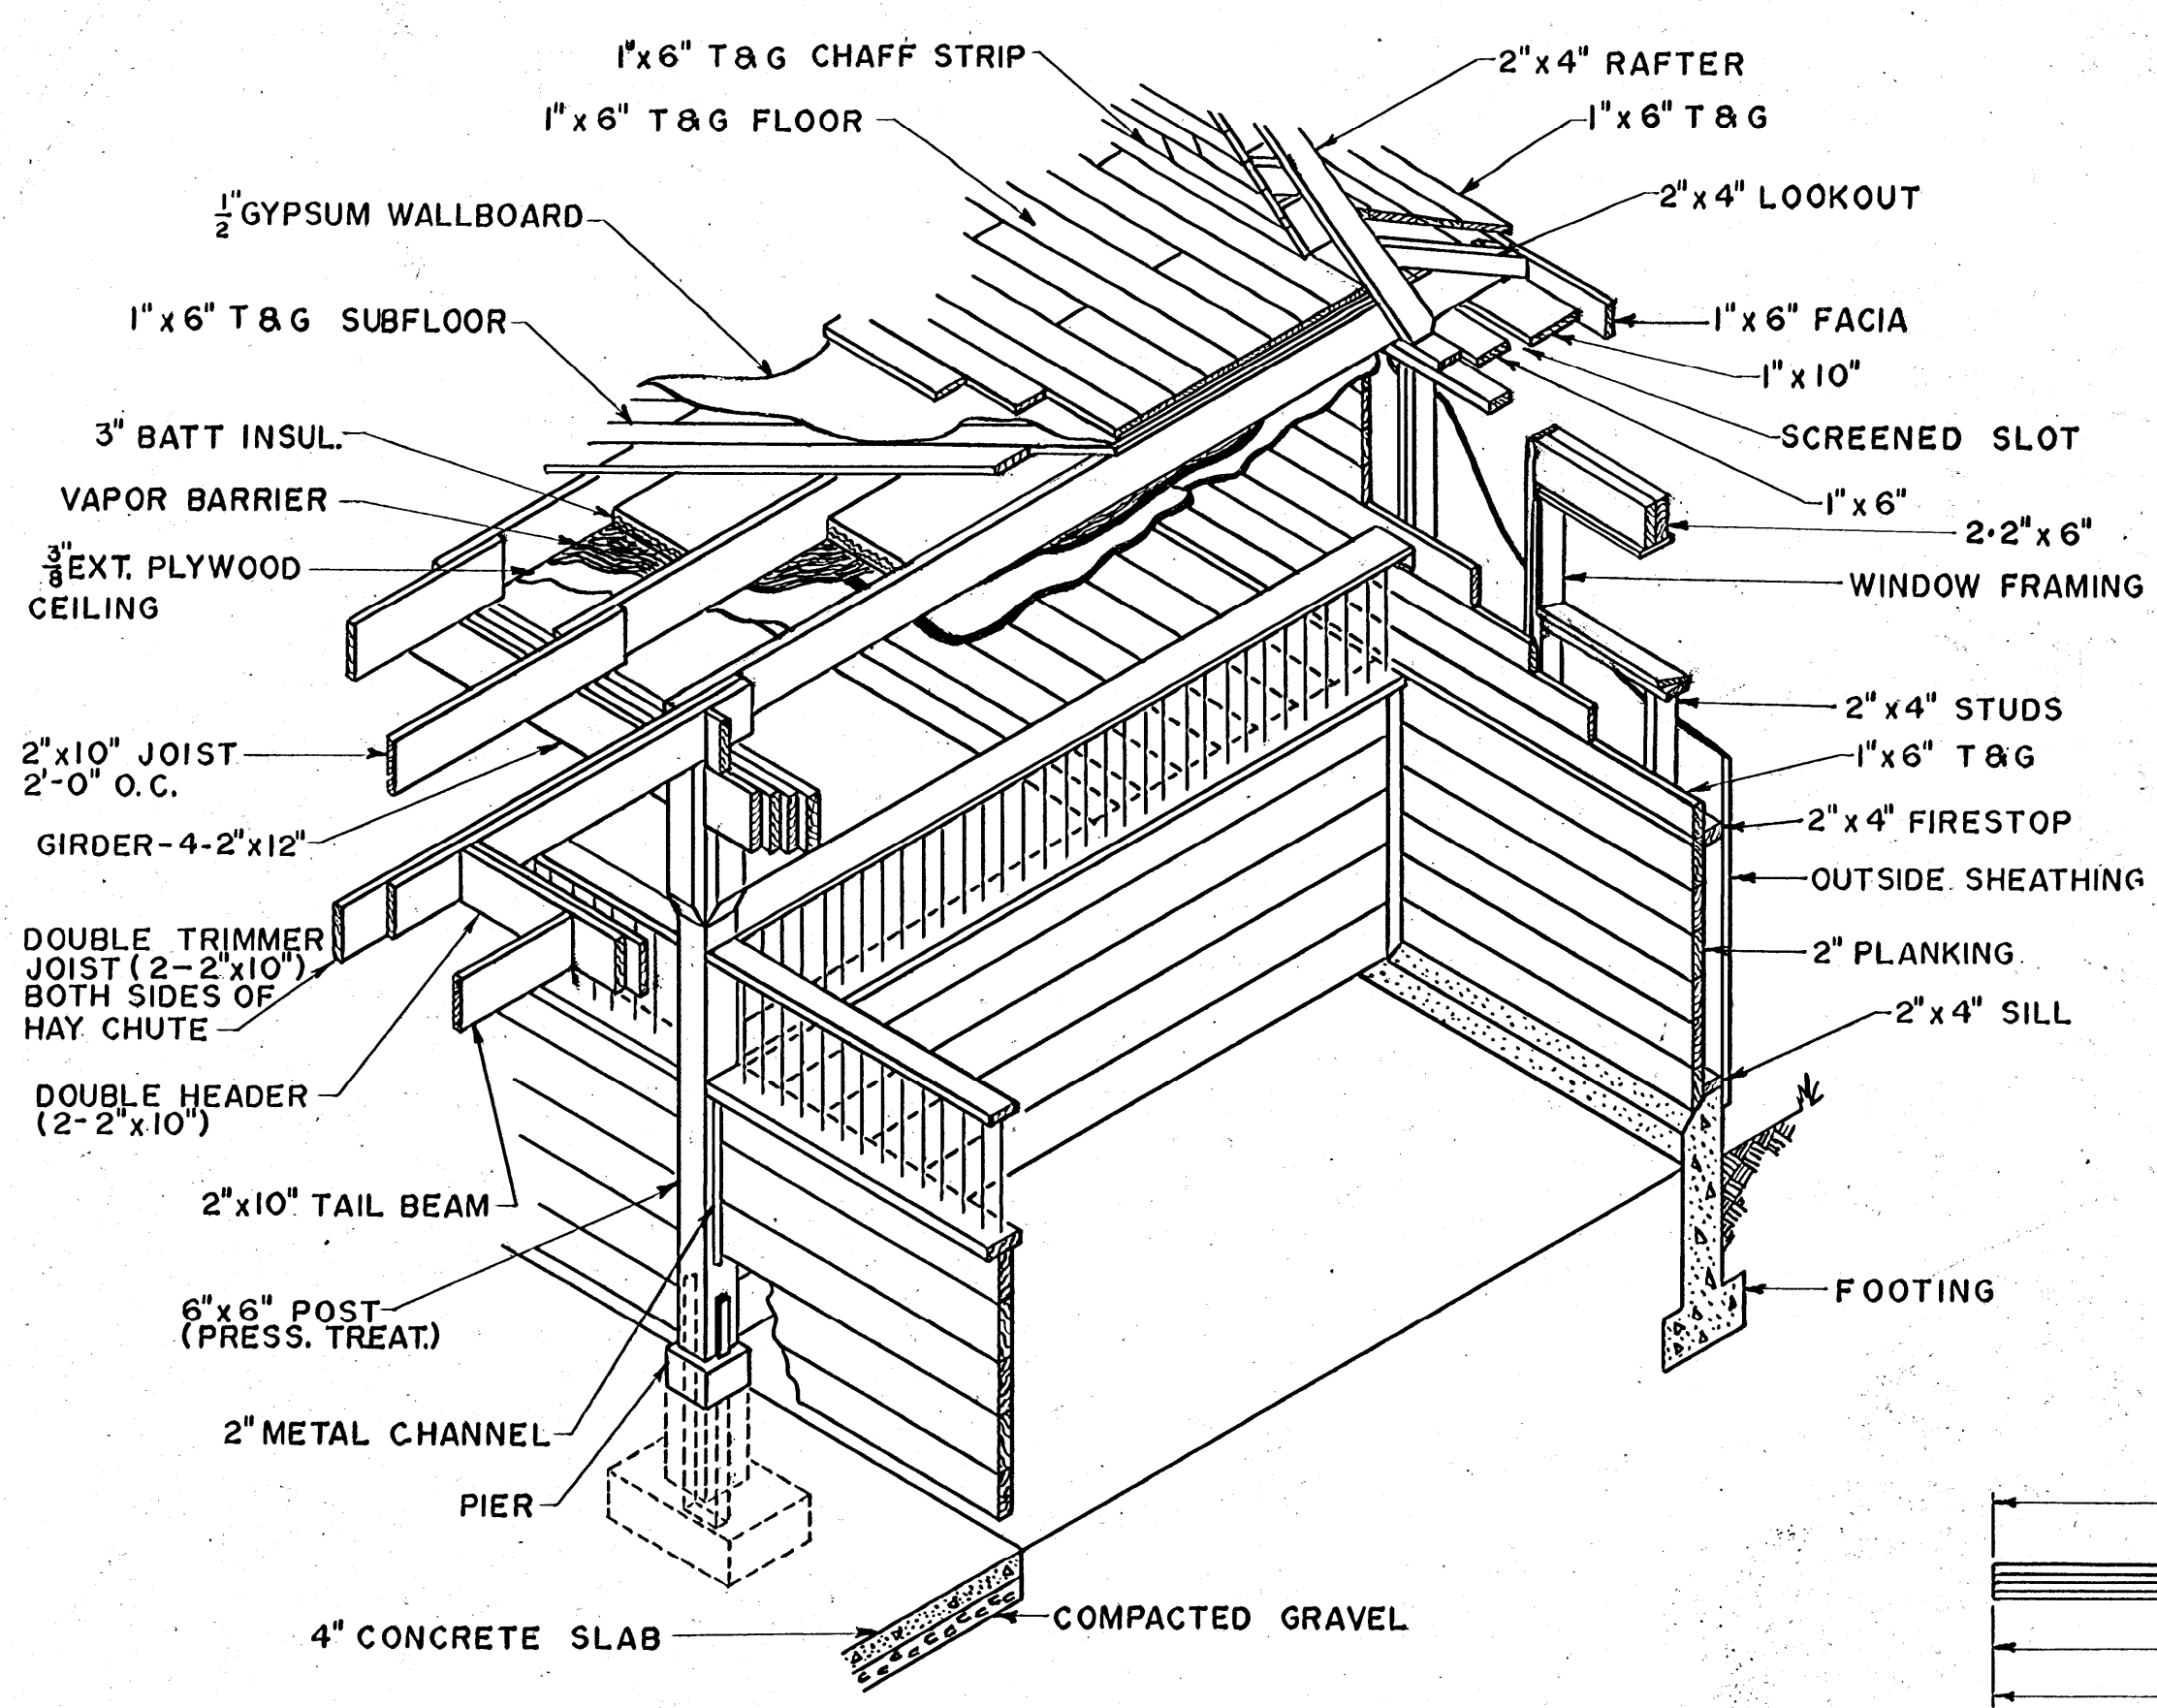 1"x6" T&G CHAFF STRIP
1"x6" T&G FLOOR
1/2" GYPSUM WALLBOARD
1"x6" T&G SUBFLOOR
3" BATT INSUL.
VAPOR BARRIER
3/8" EXT. PLYWOOD
CEILING
2"x10" JOIST
2'-0" O.C.
GIRDER-4-2"x12"
DOUBLE TRIMMER
JOIST (2-2"x10")
BOTH SIDES OF
HAY CHUTE
DOUBLE HEADER
(2-2"x10")
2"x10" TAIL BEAM
6"x6" POST
(PRESS. TREAT.)
2" METAL CHANNEL
PIER
4" CONCRETE SLAB
COMPACTED GRAVEL
2"x4" RAFTER
1"x6" T&G
2"x4" LOOKOUT
1"x6" FACIA
1"x10"
SCREENED SLOT
1"x6"
2-2"x6"
WINDOW FRAMING
2"x4" STUDS
1"x6" T&G
2"x4" FIRESTOP
OUTSIDE SHEATHING
2" PLANKING
2"x4" SILL
FOOTING